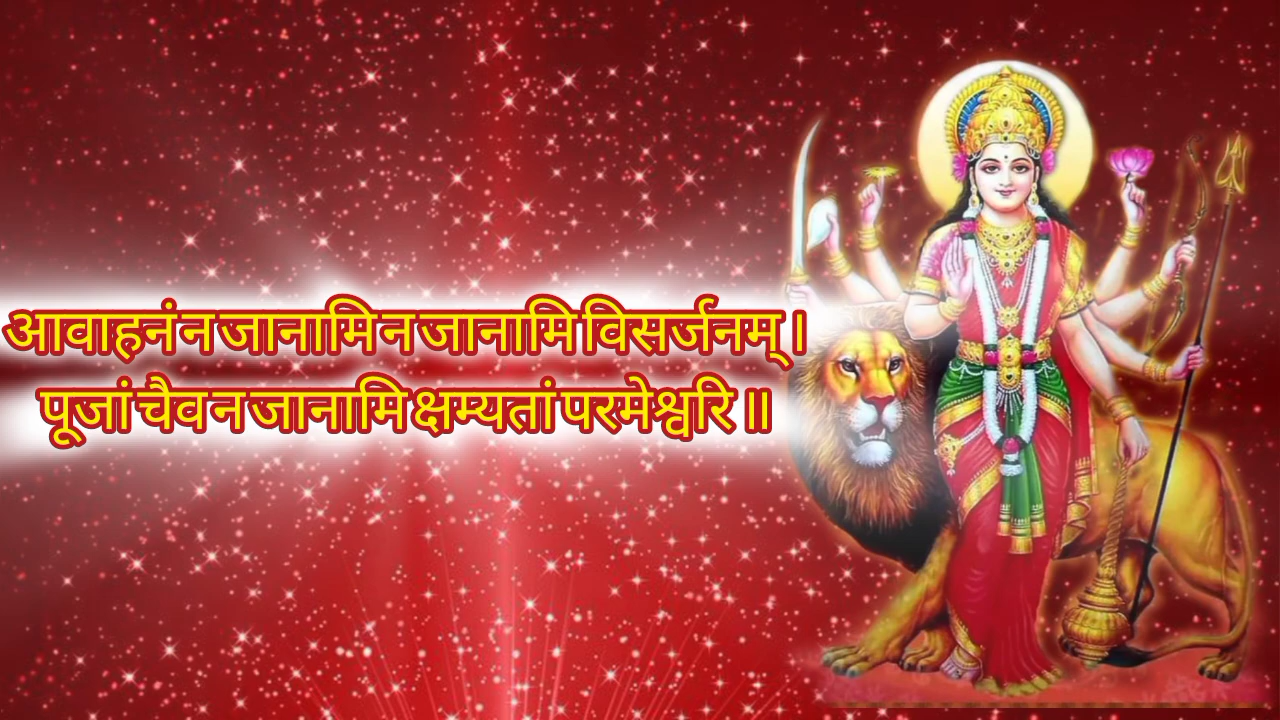 आवाहनं न जानामि न जानामि विसर्जनम् ।
पूजां चैव न जानामि क्षम्यतां परमेश्वरि ॥